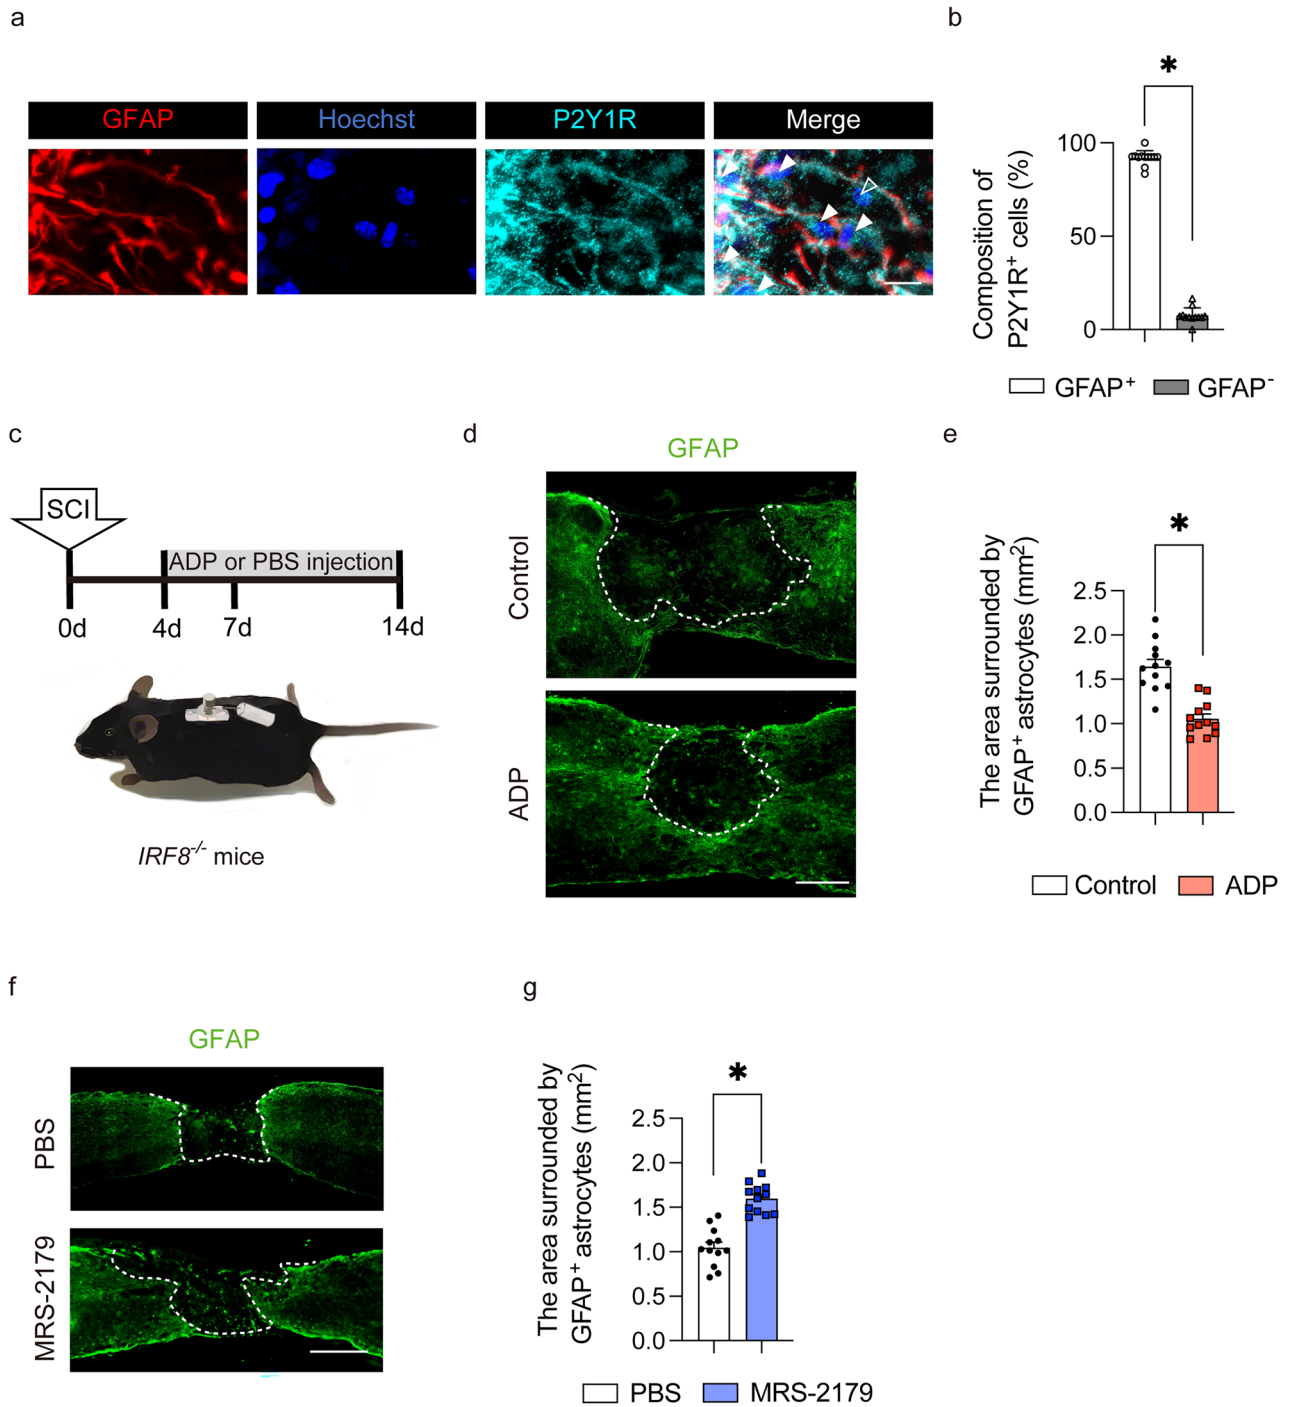 a
GFAP
Hoechst
P2Y1R
Merge
b
*
Composition of
P2Y1R⁺ cells (%)
100
50
0
GFAP⁺
GFAP⁻
c
SCI
ADP or PBS injection
0d
4d
7d
14d
IRF8⁻/⁻ mice
d
GFAP
Control
ADP
e
*
The area surrounded by
GFAP⁺ astrocytes (mm²)
2.5
2.0
1.5
1.0
0.5
0.0
Control
ADP
f
GFAP
PBS
MRS-2179
g
*
The area surrounded by
GFAP⁺ astrocytes (mm²)
2.5
2.0
1.5
1.0
0.5
0.0
PBS
MRS-2179